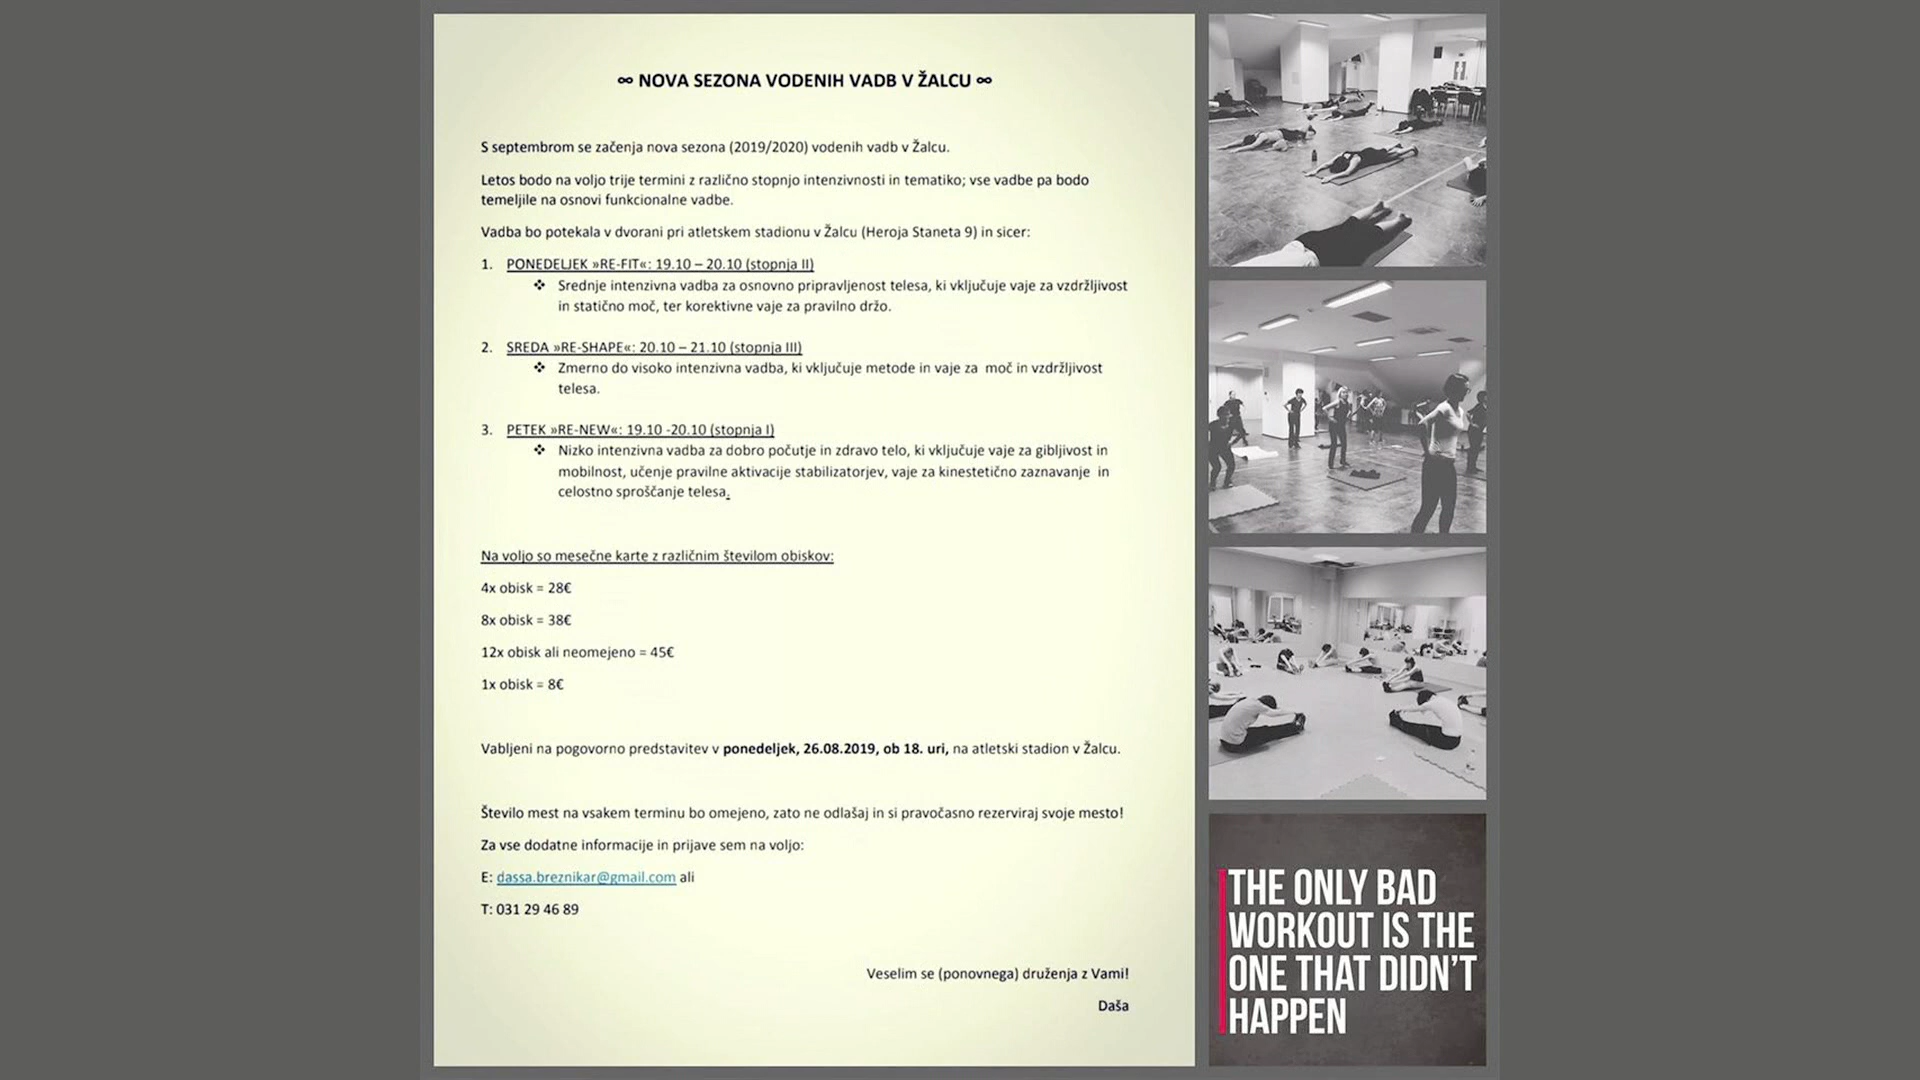 ∞ NOVA SEZONA VODENIH VADB V ŽALCU ∞
S septembrom se začenja nova sezona (2019/2020) vodenih vadb v Žalcu.
Letos bodo na voljo trije termini z različno stopnjo intenzivnosti in tematiko; vse vadbe pa bodo
temeljile na osnovi funkcionalne vadbe.
Vadba bo potekala v dvorani pri atletskem stadionu v Žalcu (Heroja Staneta 9) in sicer:
1. PONEDELJEK »RE-FIT«: 19.10 – 20.10 (stopnja II)
❖ Srednje intenzivna vadba za osnovno pripravljenost telesa, ki vključuje vaje za vzdržljivost
in statično moč, ter korektivne vaje za pravilno držo.
2. SREDA »RE-SHAPE«: 20.10 – 21.10 (stopnja III)
❖ Zmerno do visoko intenzivna vadba, ki vključuje metode in vaje za moč in vzdržljivost
telesa.
3. PETEK »RE-NEW«: 19.10 -20.10 (stopnja I)
❖ Nizko intenzivna vadba za dobro počutje in zdravo telo, ki vključuje vaje za gibljivost in
mobilnost, učenje pravilne aktivacije stabilizatorjev, vaje za kinestetično zaznavanje in
celostno sproščanje telesa.
Na voljo so mesečne karte z različnim številom obiskov:
4x obisk = 28€
8x obisk = 38€
12x obisk ali neomejeno = 45€
1x obisk = 8€
Vabljeni na pogovorno predstavitev v ponedeljek, 26.08.2019, ob 18. uri, na atletski stadion v Žalcu.
Število mest na vsakem terminu bo omejeno, zato ne odlašaj in si pravočasno rezerviraj svoje mesto!
Za vse dodatne informacije in prijave sem na voljo:
E: dassa.breznikar@gmail.com ali
T: 031 29 46 89
Veselim se (ponovnega) druženja z Vami!
Daša
THE ONLY BAD
WORKOUT IS THE
ONE THAT DIDN'T
HAPPEN